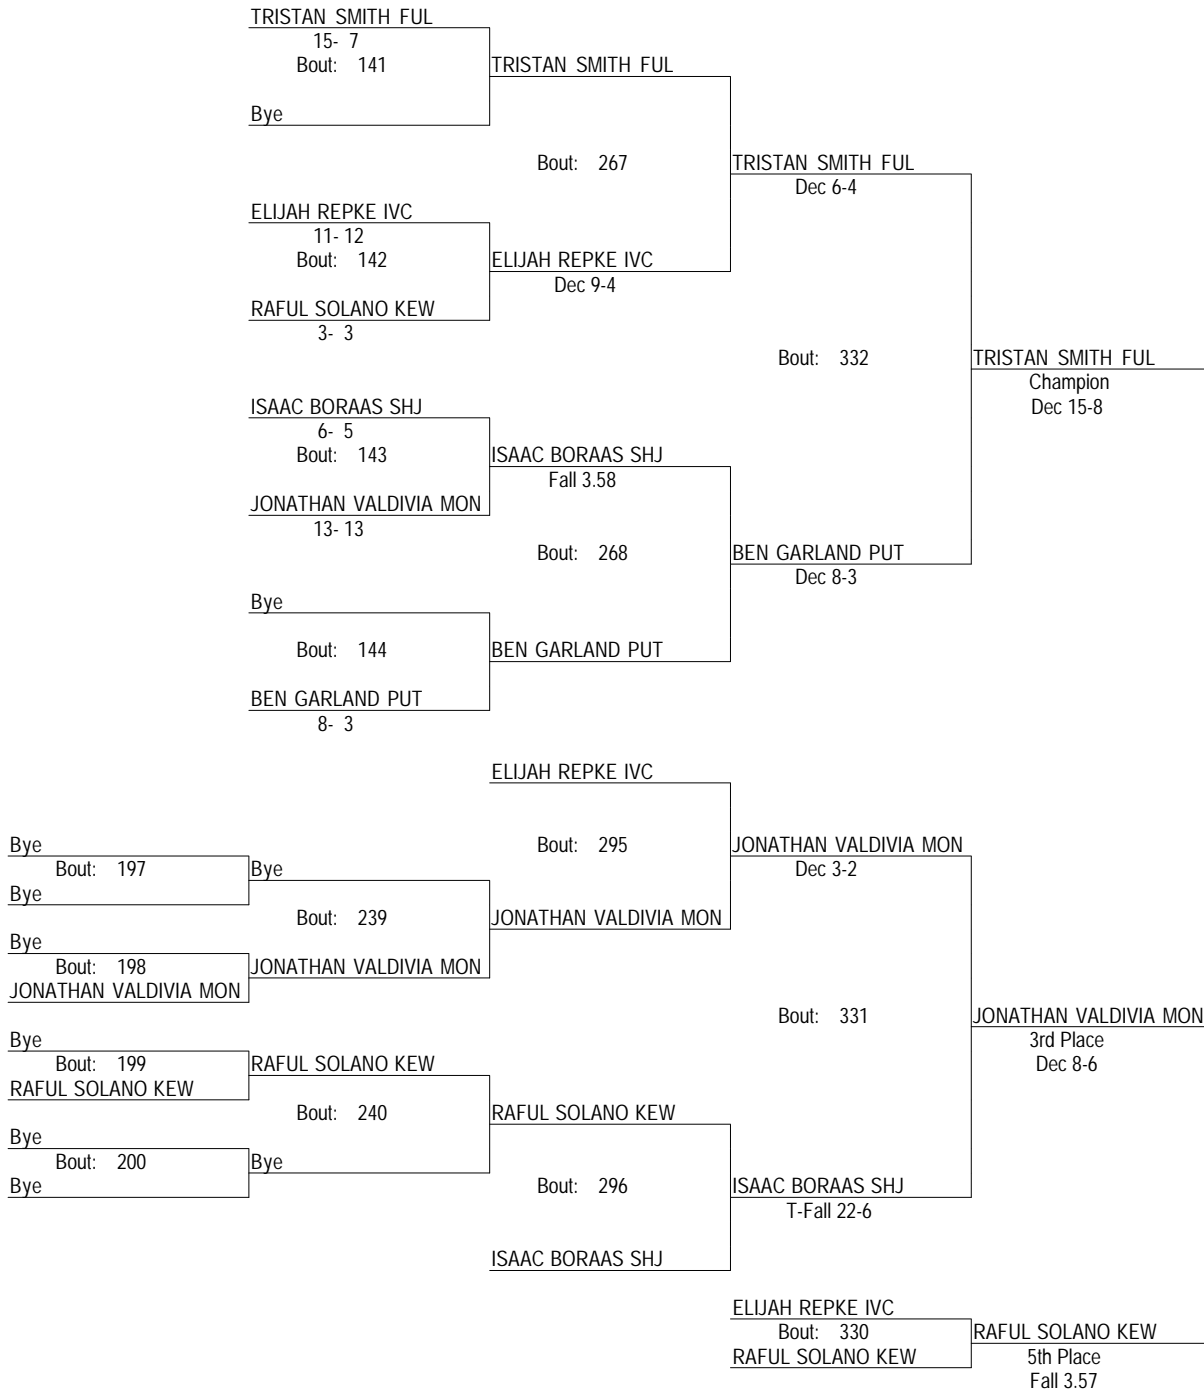 TRISTAN SMITH FUL
15- 7
Bout: 141
TRISTAN SMITH FUL
Bye
Bout: 267
TRISTAN SMITH FUL
Dec 6-4
ELIJAH REPKE IVC
11- 12
Bout: 142
ELIJAH REPKE IVC
Dec 9-4
RAFUL SOLANO KEW
3- 3
Bout: 332
TRISTAN SMITH FUL
Champion
Dec 15-8
ISAAC BORAAS SHJ
6- 5
Bout: 143
ISAAC BORAAS SHJ
Fall 3.58
JONATHAN VALDIVIA MON
13- 13
Bout: 268
BEN GARLAND PUT
Dec 8-3
Bye
Bout: 144
BEN GARLAND PUT
BEN GARLAND PUT
8- 3
ELIJAH REPKE IVC
Bout: 295
JONATHAN VALDIVIA MON
Dec 3-2
Bye
Bout: 197
Bye
Bye
Bout: 239
JONATHAN VALDIVIA MON
Bye
Bout: 198
JONATHAN VALDIVIA MON
JONATHAN VALDIVIA MON
Bout: 331
JONATHAN VALDIVIA MON
3rd Place
Dec 8-6
Bye
Bout: 199
RAFUL SOLANO KEW
RAFUL SOLANO KEW
Bout: 240
RAFUL SOLANO KEW
Bye
Bout: 200
Bye
Bye
Bout: 296
ISAAC BORAAS SHJ
T-Fall 22-6
ISAAC BORAAS SHJ
ELIJAH REPKE IVC
Bout: 330
RAFUL SOLANO KEW
RAFUL SOLANO KEW
5th Place
Fall 3.57